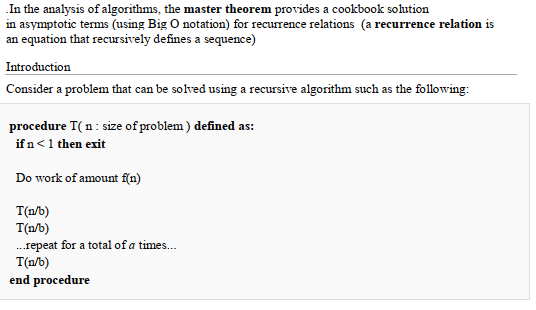 .In the analysis of algorithms, the master theorem provides a cookbook solution
in asymptotic terms (using Big O notation) for recurrence relations (a recurrence relation is
an equation that recursively defines a sequence)
Introduction
Consider a problem that can be solved using a recursive algorithm such as the following:
procedure T( n : size of problem ) defined as:
if n < 1 then exit
Do work of amount f(n)
T(n/b)
T(n/b)
...repeat for a total of a times...
T(n/b)
end procedure